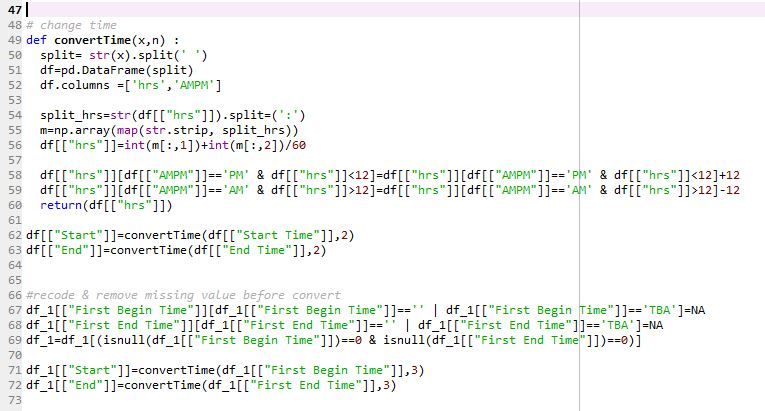 47
48 # change time
49 def convertTime(x,n) :
50   split= str(x).split(' ')
51   df=pd.DataFrame(split)
52   df.columns =['hrs','AMPM']
53
54   split_hrs=str(df[["hrs"]]).split=(':')
55   m=np.array(map(str.strip, split_hrs))
56   df[["hrs"]]=int(m[:,1])+int(m[:,2])/60
57
58   df[["hrs"]][df[["AMPM"]]=='PM' & df[["hrs"]]<12]=df[["hrs"]][df[["AMPM"]]=='PM' & df[["hrs"]]<12]+12
59   df[["hrs"]][df[["AMPM"]]=='AM' & df[["hrs"]]>12]=df[["hrs"]][df[["AMPM"]]=='AM' & df[["hrs"]]>12]-12
60   return(df[["hrs"]])
61
62 df[["Start"]]=convertTime(df[["Start Time"]],2)
63 df[["End"]]=convertTime(df[["End Time"]],2)
64
65
66 #recode & remove missing value before convert
67 df_1[["First Begin Time"]][df_1[["First Begin Time"]]=='' | df_1[["First Begin Time"]]=='TBA']=NA
68 df_1[["First End Time"]][df_1[["First End Time"]]=='' | df_1[["First End Time"]]=='TBA']=NA
69 df_1=df_1[(isnull(df_1[["First Begin Time"]])==0 & isnull(df_1[["First End Time"]])==0)]
70
71 df_1[["Start"]]=convertTime(df_1[["First Begin Time"]],3)
72 df_1[["End"]]=convertTime(df_1[["First End Time"]],3)
73